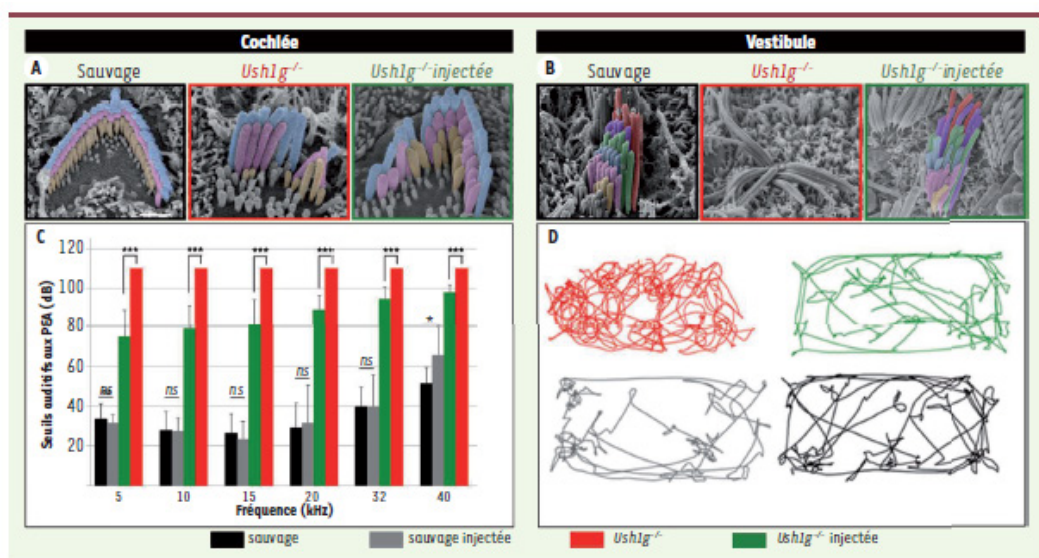 Cochlée
Vestibule
A
Sauvage
Ush1g⁻/⁻
Ush1g⁻/⁻ injectée
B
Sauvage
Ush1g⁻/⁻
Ush1g⁻/⁻ injectée
C
D
Seuils auditifs aux PEA (dB)
120
100
80
60
40
20
***
***
***
***
***
***
ns
ns
ns
ns
ns
*
5
10
15
20
32
40
Fréquence (kHz)
sauvage
sauvage injectée
Ush1g⁻/⁻
Ush1g⁻/⁻ injectée